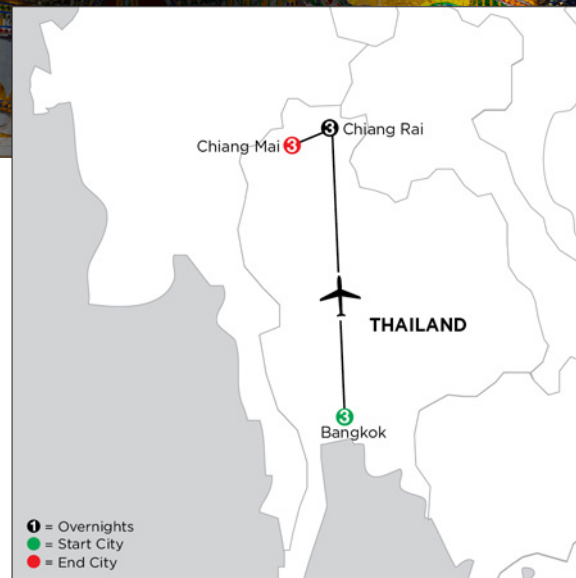 3 Chiang Rai
Chiang Mai 3
THAILAND
3
Bangkok
1 = Overnights
= Start City
= End City